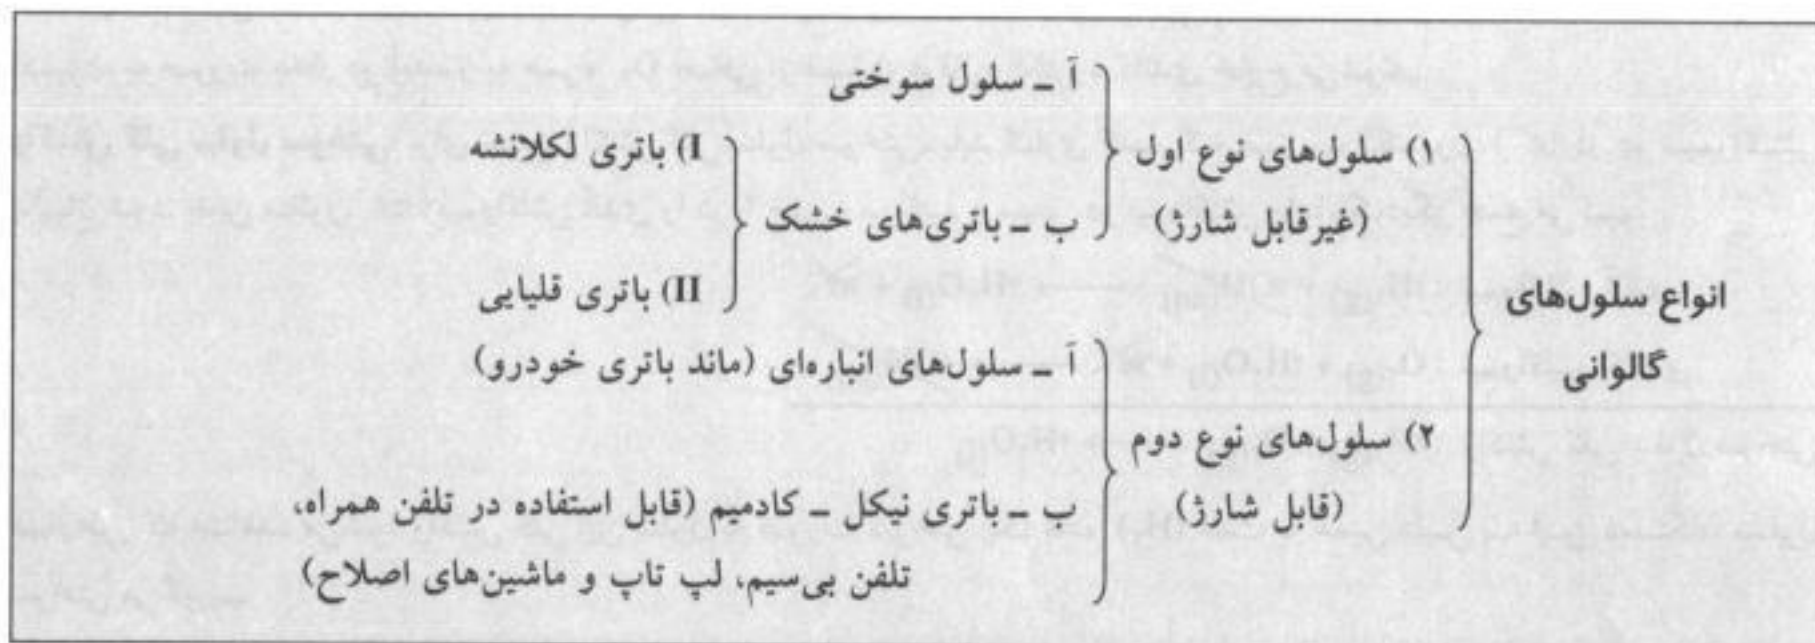 انواع سلول‌های
گالوانی
۱) سلول‌های نوع اول
(غیرقابل شارژ)
آ ـ سلول سوختی
ب ـ باتری‌های خشک
I) باتری لکلانشه
II) باتری قلیایی
۲) سلول‌های نوع دوم
(قابل شارژ)
آ ـ سلول‌های انباره‌ای (ماند باتری خودرو)
ب ـ باتری نیکل ـ کادمیم (قابل استفاده در تلفن همراه،
تلفن بی‌سیم، لپ تاپ و ماشین‌های اصلاح)